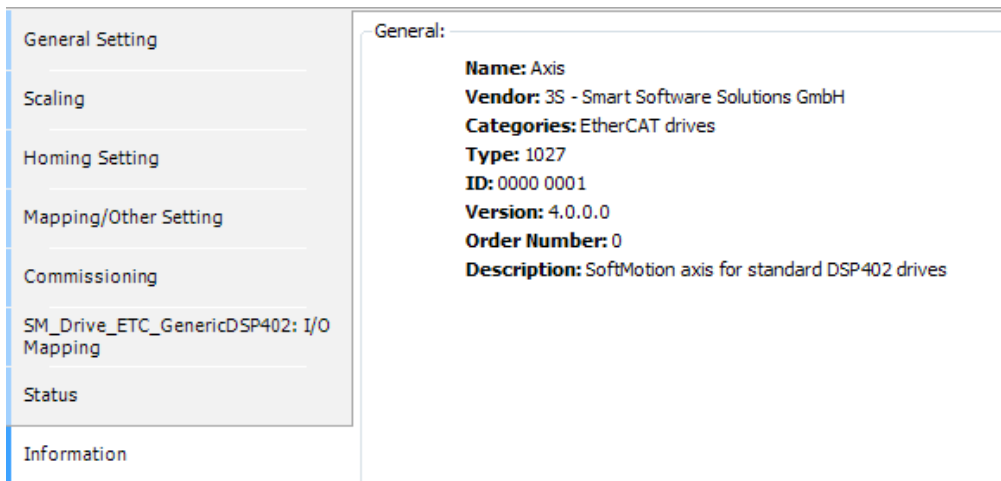 General Setting
Scaling
Homing Setting
Mapping/Other Setting
Commissioning
SM_Drive_ETC_GenericDSP402: I/O
Mapping
Status
Information
General:
Name: Axis
Vendor: 3S - Smart Software Solutions GmbH
Categories: EtherCAT drives
Type: 1027
ID: 0000 0001
Version: 4.0.0.0
Order Number: 0
Description: SoftMotion axis for standard DSP402 drives